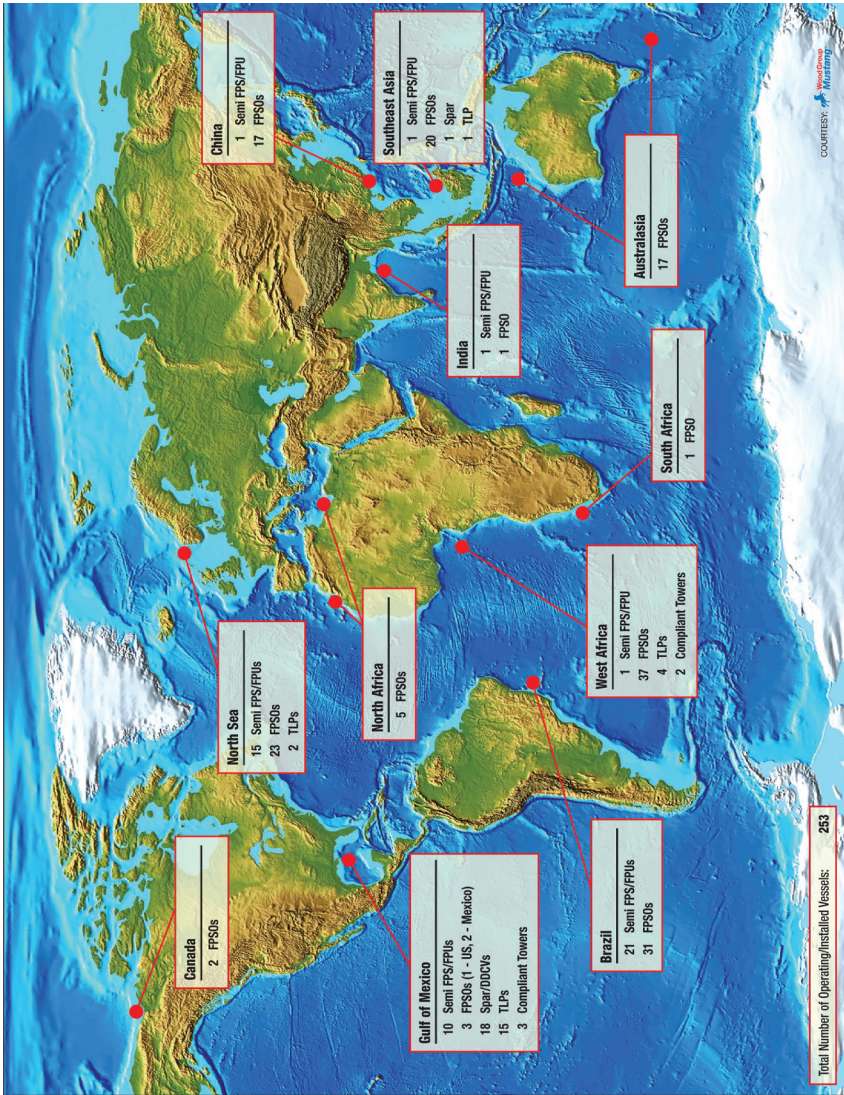 Canada
2 FPSOs
North Sea
15 Semi FPS/FPUs
23 FPSOs
2 TLPs
China
1 Semi FPS/FPU
17 FPSOs
Gulf of Mexico
10 Semi FPS/FPUs
3 FPSOs (1 - US, 2 - Mexico)
18 Spar/DDCVs
15 TLPs
3 Compliant Towers
North Africa
5 FPSOs
India
1 Semi FPS/FPU
1 FPSO
Southeast Asia
1 Semi FPS/FPU
20 FPSOs
1 Spar
1 TLP
Brazil
21 Semi FPS/FPUs
31 FPSOs
West Africa
1 Semi FPS/FPU
37 FPSOs
4 TLPs
2 Compliant Towers
South Africa
1 FPSO
Australasia
17 FPSOs
Total Number of Operating/Installed Vessels: 253
COURTESY: Wood Group Mustang